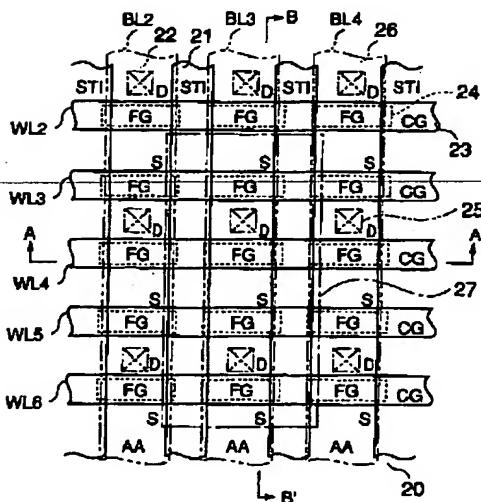 BL2 22 21 BL3 B BL4 26
STI D STI D STI D STI
24
WL2 FG FG FG CG
23
S S S
WL3 FG FG FG CG
25
D D D
A A
WL4 FG FG FG CG
S S S 27
WL5 FG FG FG CG
D D D
WL6 FG FG FG CG
S S S
AA AA AA
20
B'